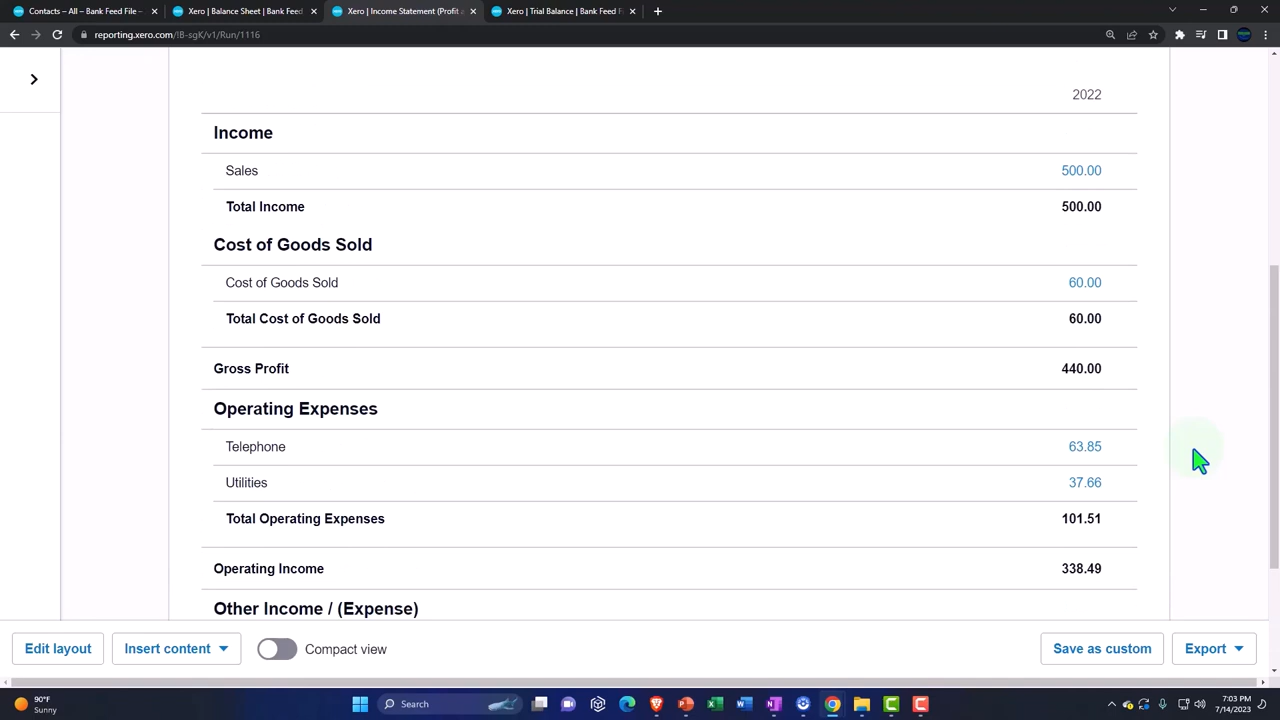 Contacts – All – Bank Feed File –
Xero | Balance Sheet | Bank Feed
Xero | Income Statement (Profit a
Xero | Trial Balance | Bank Feed F
reporting.xero.com/!B-sgK/v1/Run/1116
2022
Income
Sales 500.00
Total Income 500.00
Cost of Goods Sold
Cost of Goods Sold 60.00
Total Cost of Goods Sold 60.00
Gross Profit 440.00
Operating Expenses
Telephone 63.85
Utilities 37.66
Total Operating Expenses 101.51
Operating Income 338.49
Other Income / (Expense)
Edit layout Insert content Compact view Save as custom Export
90°F
Sunny
Search
7:03 PM
7/14/2023